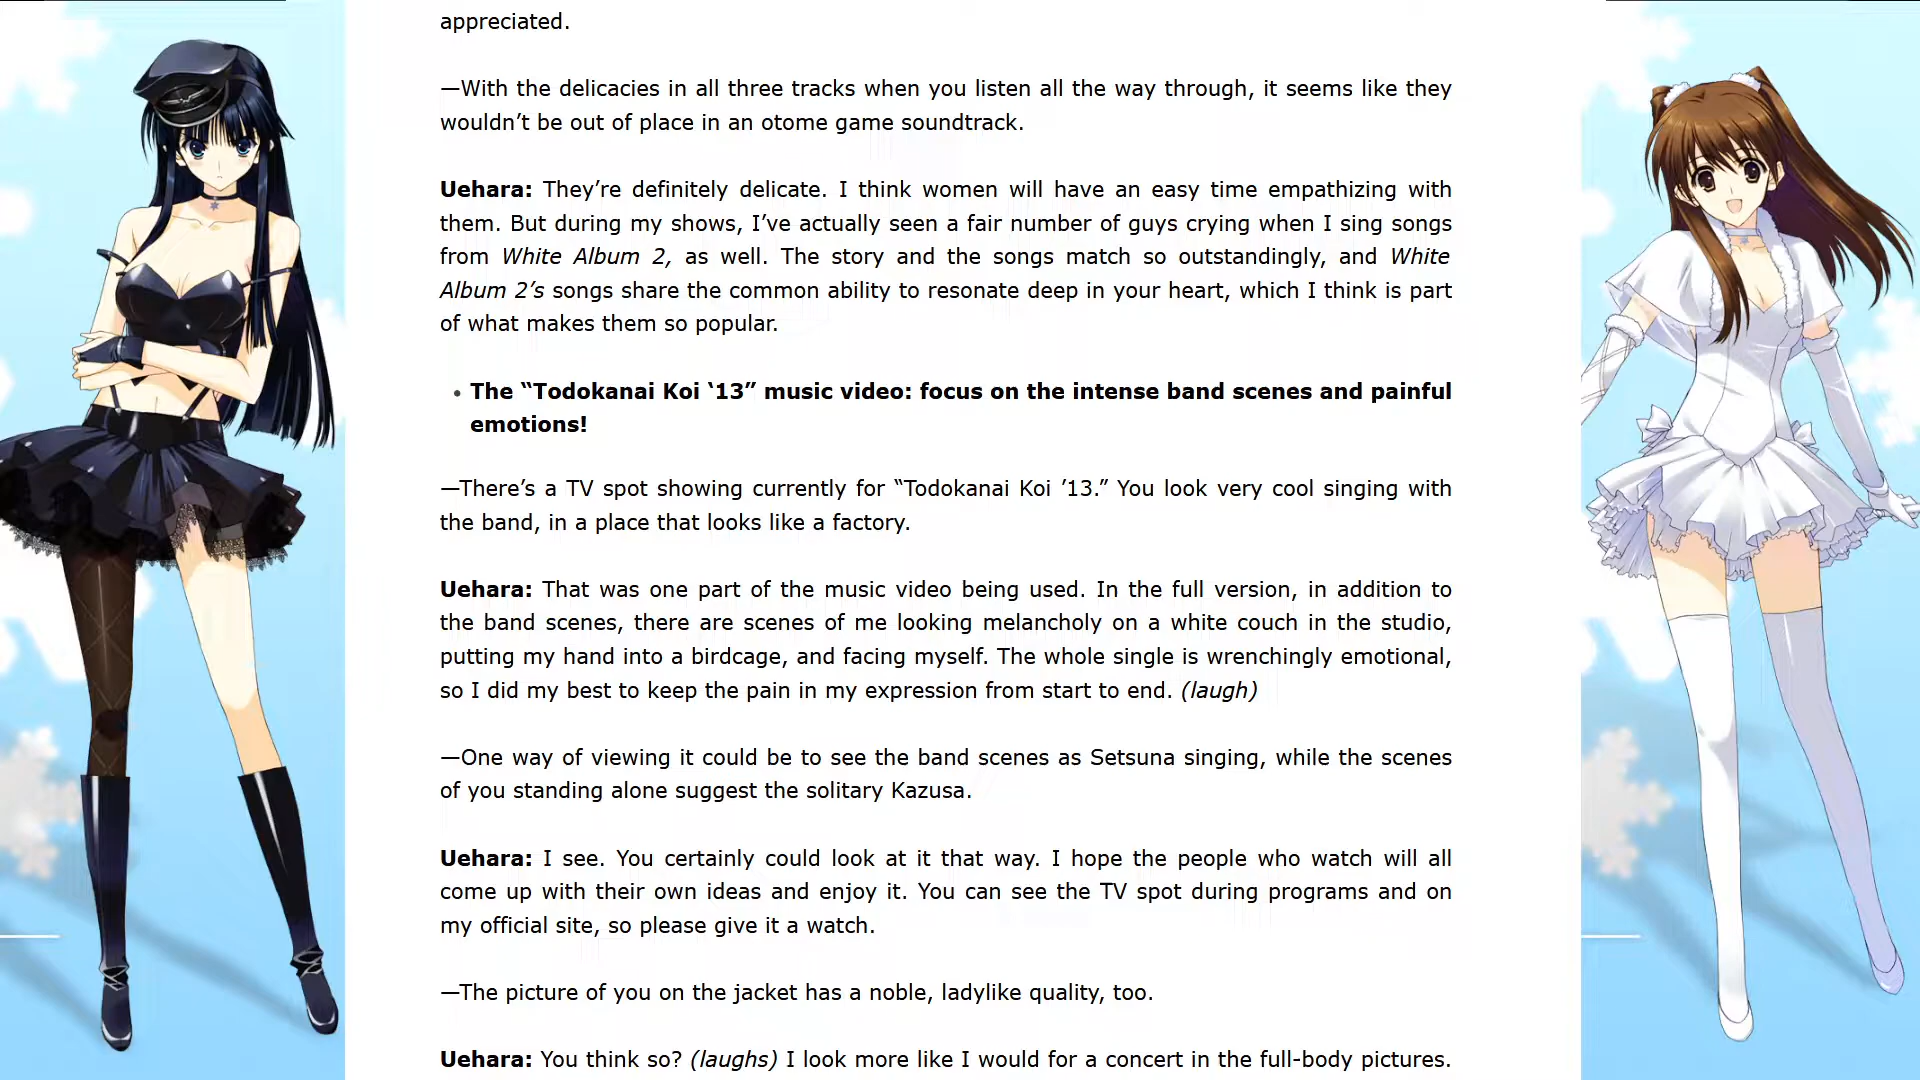 appreciated.
—With the delicacies in all three tracks when you listen all the way through, it seems like they
wouldn’t be out of place in an otome game soundtrack.
Uehara: They’re definitely delicate. I think women will have an easy time empathizing with
them. But during my shows, I’ve actually seen a fair number of guys crying when I sing songs
from White Album 2, as well. The story and the songs match so outstandingly, and White
Album 2’s songs share the common ability to resonate deep in your heart, which I think is part
of what makes them so popular.
• The “Todokanai Koi ‘13” music video: focus on the intense band scenes and painful
emotions!
—There’s a TV spot showing currently for “Todokanai Koi ’13.” You look very cool singing with
the band, in a place that looks like a factory.
Uehara: That was one part of the music video being used. In the full version, in addition to
the band scenes, there are scenes of me looking melancholy on a white couch in the studio,
putting my hand into a birdcage, and facing myself. The whole single is wrenchingly emotional,
so I did my best to keep the pain in my expression from start to end. (laugh)
—One way of viewing it could be to see the band scenes as Setsuna singing, while the scenes
of you standing alone suggest the solitary Kazusa.
Uehara: I see. You certainly could look at it that way. I hope the people who watch will all
come up with their own ideas and enjoy it. You can see the TV spot during programs and on
my official site, so please give it a watch.
—The picture of you on the jacket has a noble, ladylike quality, too.
Uehara: You think so? (laughs) I look more like I would for a concert in the full-body pictures.